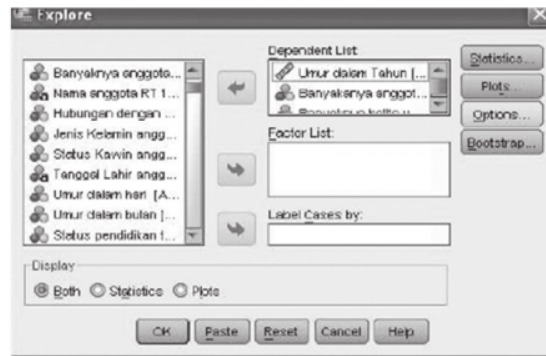 Explore
Dependent List:
Banyaknya anggota...
Nama anggota RT 1...
Hubungan dengan ...
Jenis Kelamin angg...
Status Kawin angg...
Tanggal Lahir angg...
Umur dalam hari [A...
Umur dalam bulan [...
Status pendidikan t...
Umur dalam Tahun [...
Banyaknya anggot...
Factor List:
Label Cases by:
Statistics...
Plots...
Options...
Bootstrap...
Display
Both Statistics Plots
OK Paste Reset Cancel Help